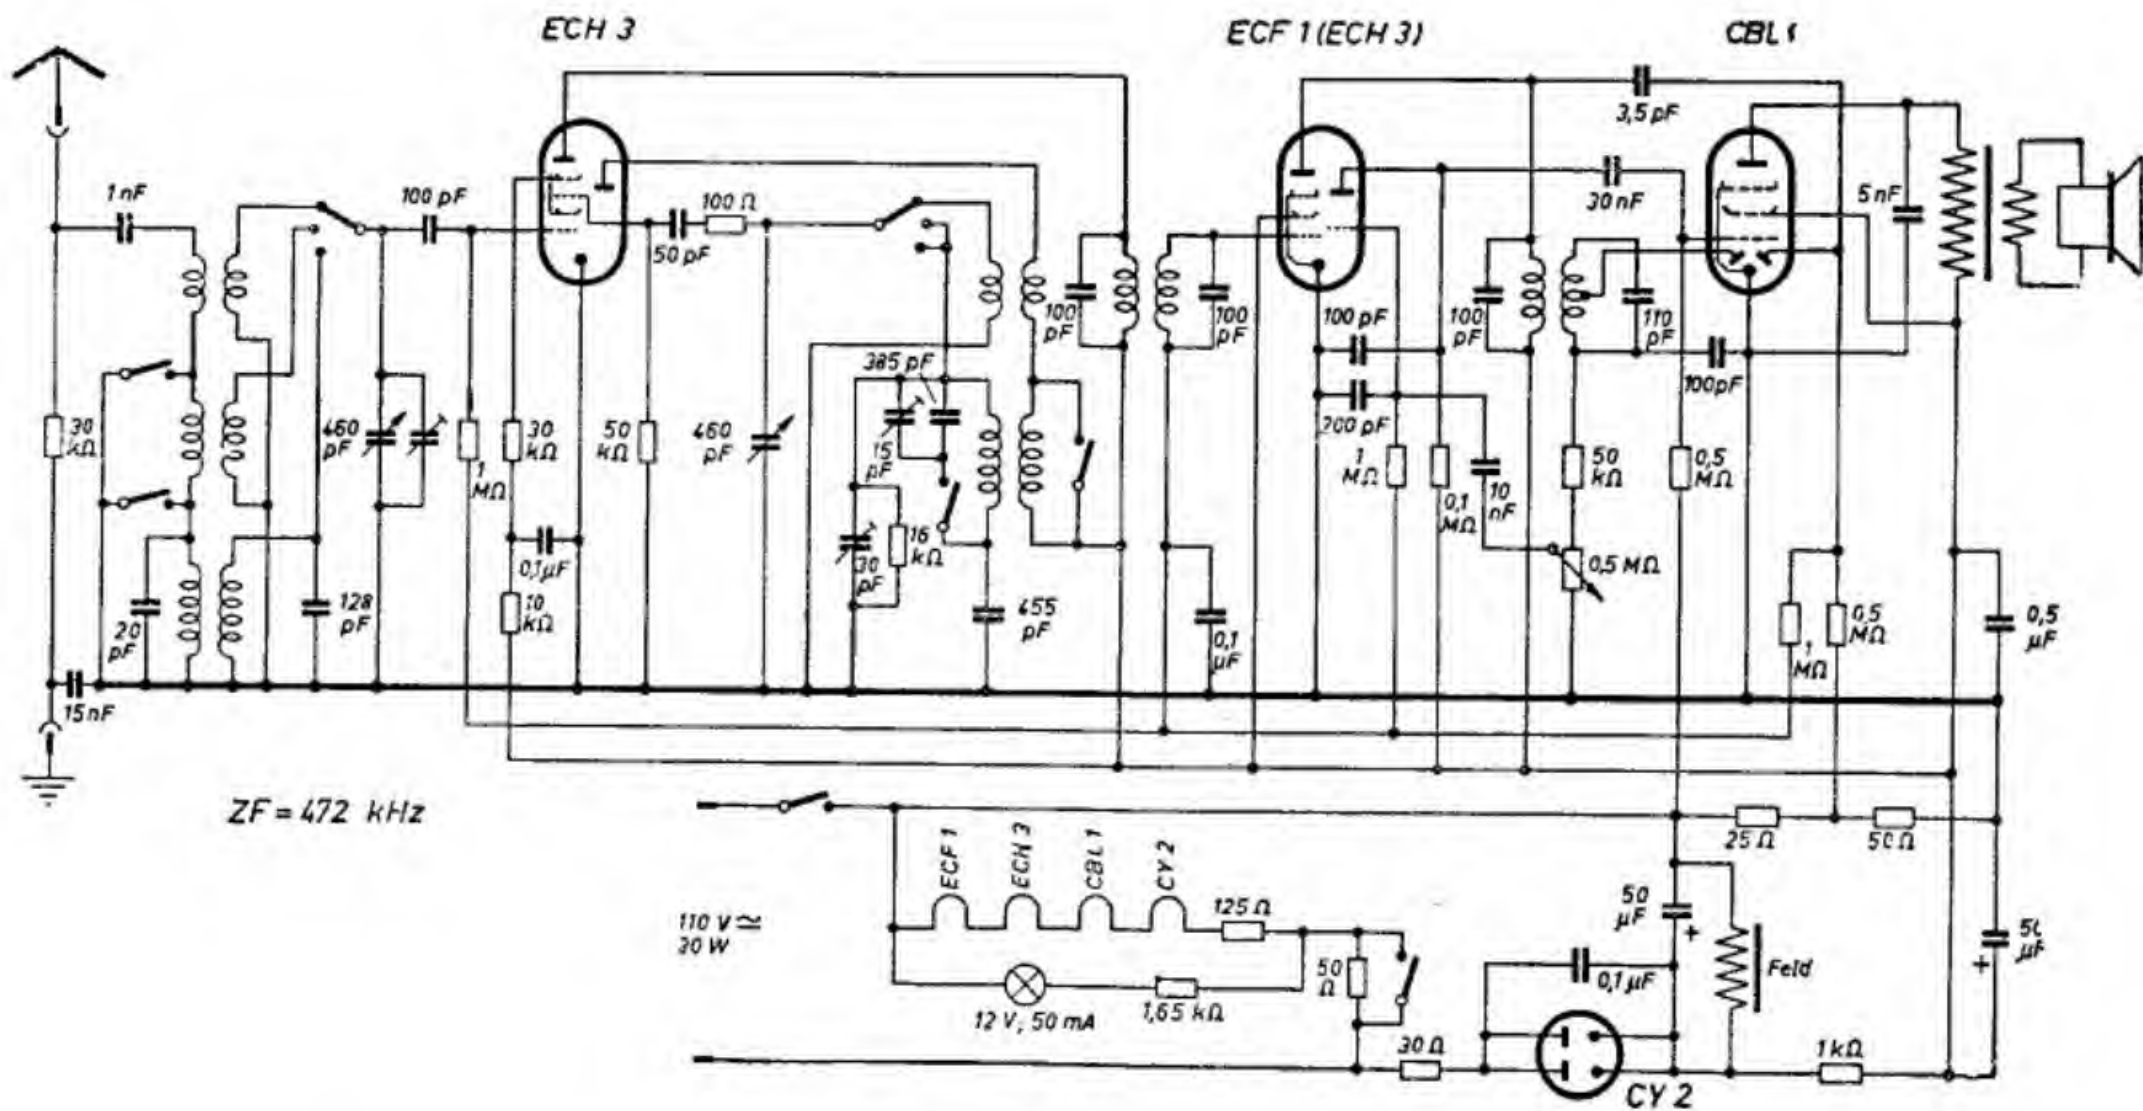 ECH 3
ECF 1 (ECH 3)
CBL 1
3,5 pF
1 nF
100 pF
100 Ω
50 pF
30 nF
5 nF
100 pF
100 pF
100 pF
100 pF
110 pF
385 pF
100 pF
200 pF
30 kΩ
460 pF
1 MΩ
30 kΩ
50 kΩ
460 pF
15 pF
1 MΩ
0,1 MΩ
10 nF
50 kΩ
0,5 MΩ
0,1 µF
30 pF
16 kΩ
0,5 MΩ
20 pF
128 pF
10 kΩ
455 pF
0,1 µF
1 MΩ
0,5 MΩ
0,5 µF
15 nF
ZF = 472 kHz
25 Ω
50 Ω
ECF 1
ECH 3
CBL 1
CY 2
110 V ≂
30 W
125 Ω
50 µF
+
50 Ω
0,1 µF
Feld
+
µF
12 V; 50 mA
1,65 kΩ
30 Ω
1 kΩ
CY 2